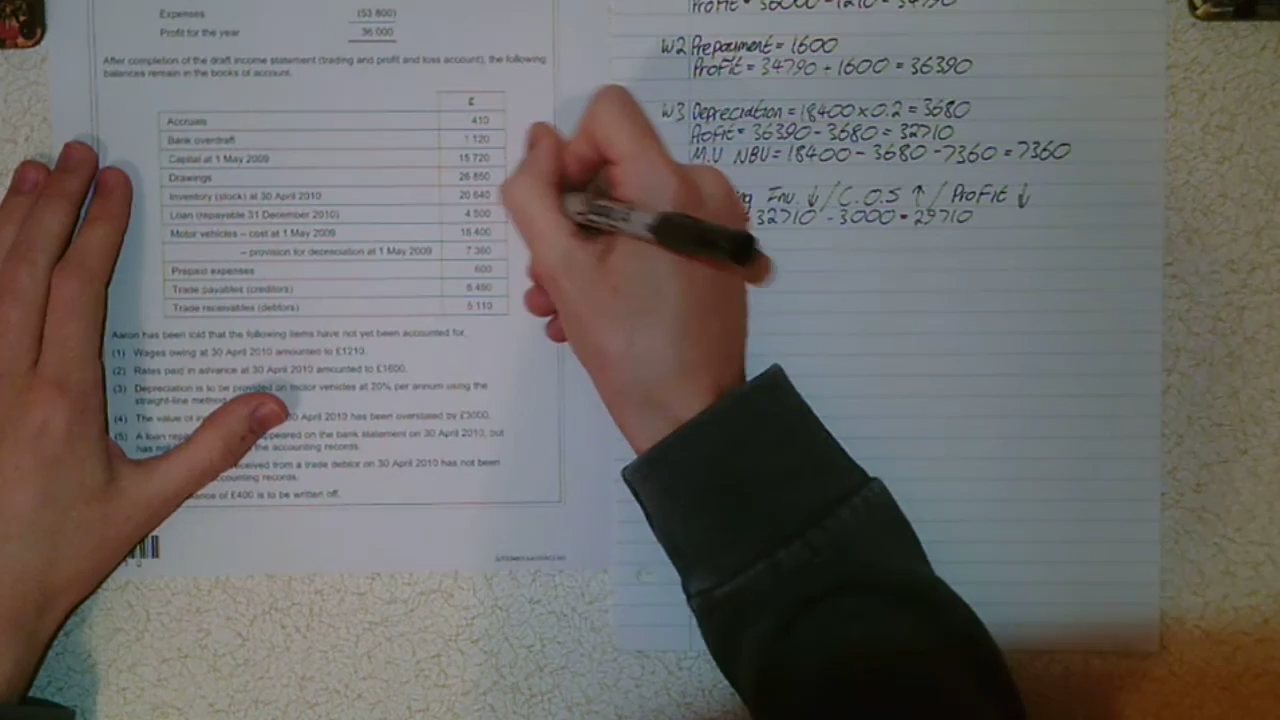 Expenses (53 800)
Profit for the year 36 000
After completion of the draft income statement (trading and profit and loss account), the following
balances remain in the books of account.
£
Accruals 410
Bank overdraft 1 120
Capital at 1 May 2009 15 720
Drawings
Inventory (stock) at 30 April 2010 20 640
Loan (repayable 31 December 2010) 4 500
Motor vehicles – cost at 1 May 2009 18 400
– provision for depreciation at 1 May 2009 7 360
Prepaid expenses 600
Trade payables (creditors)
Trade receivables (debtors) 5 110
Aaron has been told that the following items have not yet been accounted for.
(1) Wages owing at 30 April 2010 amounted to £1210.
(2) Rates paid in advance at 30 April 2010 amounted to £1600.
(3) Depreciation is to be provided on motor vehicles at 20% per annum using the
straight-line method
(4) The value of 30 April 2010 has been overstated by £3000.
(5) A loan appeared on the bank statement on 30 April 2010, but
has the accounting records.
received from a trade debtor on 30 April 2010 has not been
records.
of £400 is to be written off.
Profit = 36000 - 1210 = 34790
W2 Prepayment = 1600
Profit = 34790 + 1600 = 36390
W3 Depreciation = 18400 x 0.2 = 3680
Profit = 36390 - 3680 = 32710
M.V NBV = 18400 - 3680 - 7360 = 7360
Inv. ↓ / C.O.S ↑ / Profit ↓
32710 - 3000 = 29710